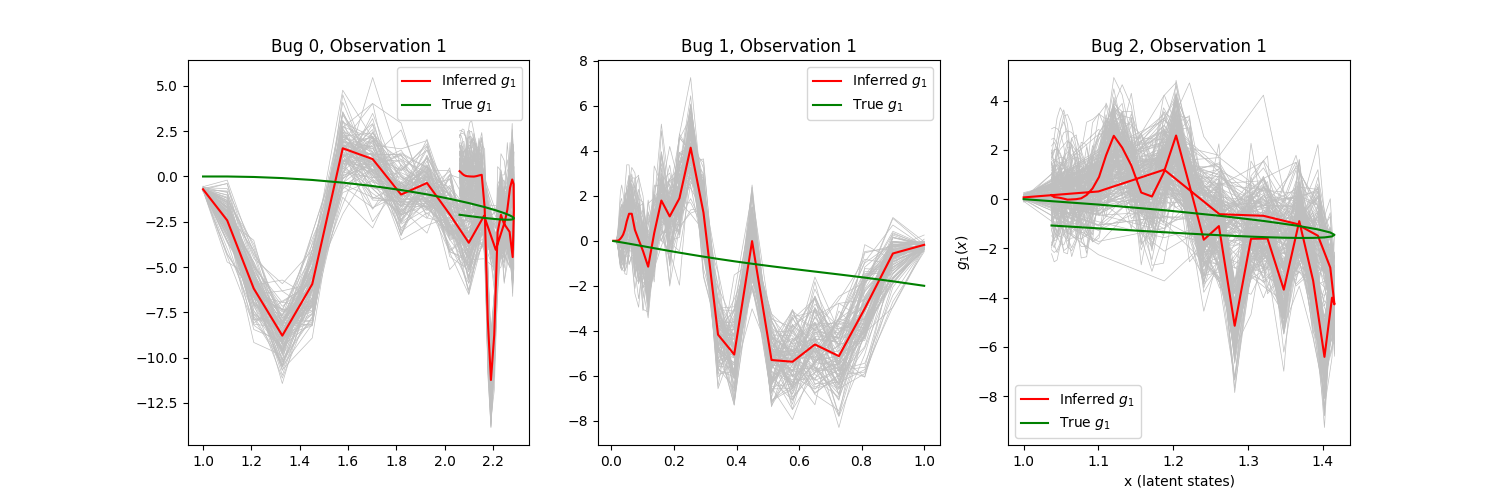 Bug 0, Observation 1
Inferred g₁
True g₁
5.0
2.5
0.0
−2.5
−5.0
−7.5
−10.0
−12.5
1.0 1.2 1.4 1.6 1.8 2.0 2.2
Bug 1, Observation 1
Inferred g₁
True g₁
8
6
4
2
0
−2
−4
−6
−8
0.0 0.2 0.4 0.6 0.8 1.0
Bug 2, Observation 1
g₁(x)
4
2
0
−2
−4
−6
−8
Inferred g₁
True g₁
1.0 1.1 1.2 1.3 1.4
x (latent states)